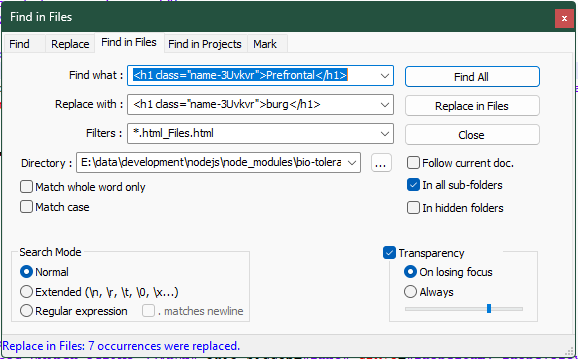 Find in Files
Find Replace Find in Files Find in Projects Mark
Find what : <h1 class="name-3Uvkvr">Prefrontal</h1> Find All
Replace with : <h1 class="name-3Uvkvr">burg</h1> Replace in Files
Filters : *.html_Files.html Close
Directory : E:\data\development\nodejs\node_modules\bio-tolera ... Follow current doc.
Match whole word only In all sub-folders
Match case In hidden folders
Search Mode Transparency
Normal On losing focus
Extended (\n, \r, \t, \0, \x...) Always
Regular expression . matches newline
Replace in Files: 7 occurrences were replaced.